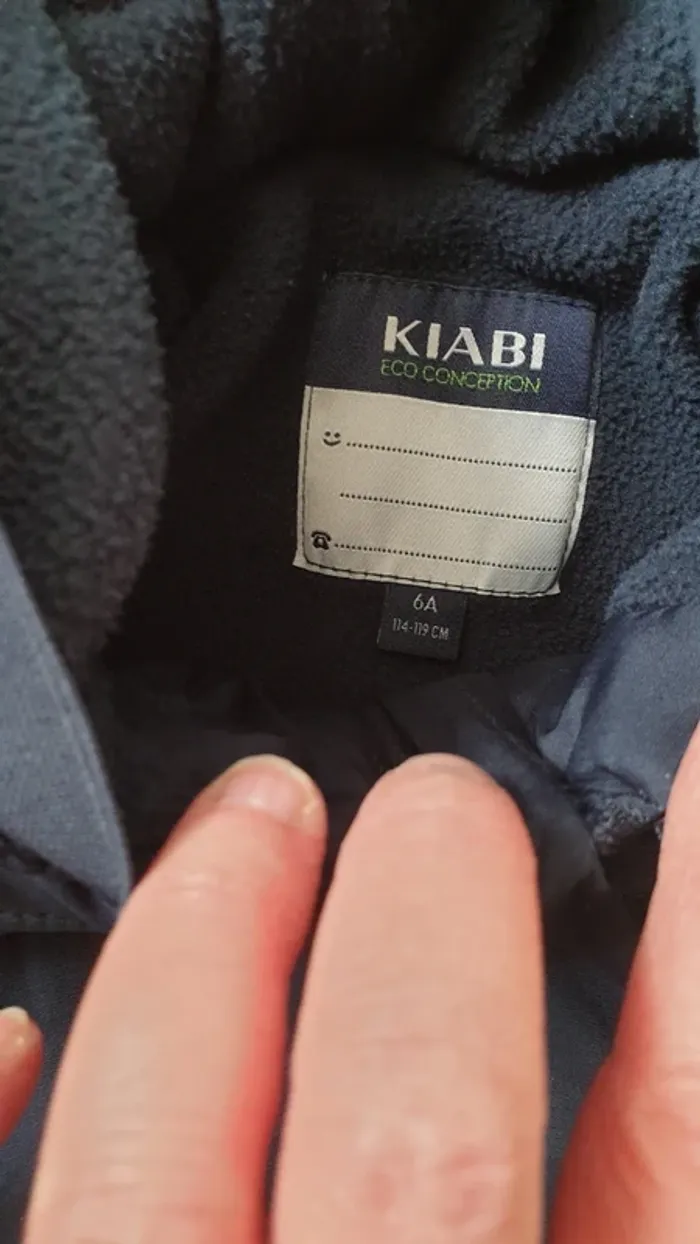 KIABI
ECO CONCEPTION
6A
114-119 CM